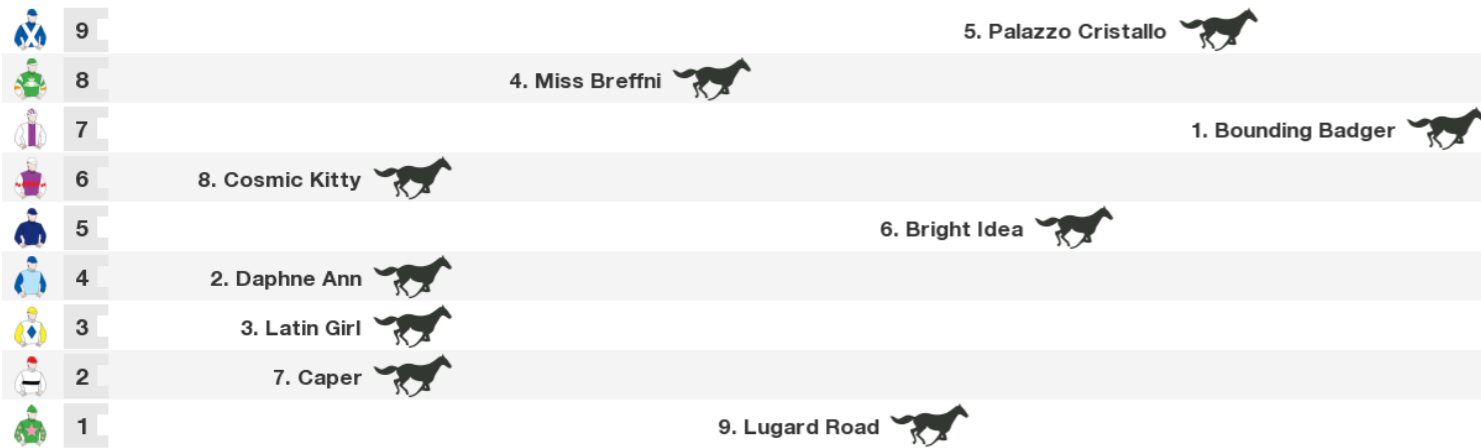 9 5. Palazzo Cristallo
8 4. Miss Breffni
7 1. Bounding Badger
6 8. Cosmic Kitty
5 6. Bright Idea
4 2. Daphne Ann
3 3. Latin Girl
2 7. Caper
1 9. Lugard Road